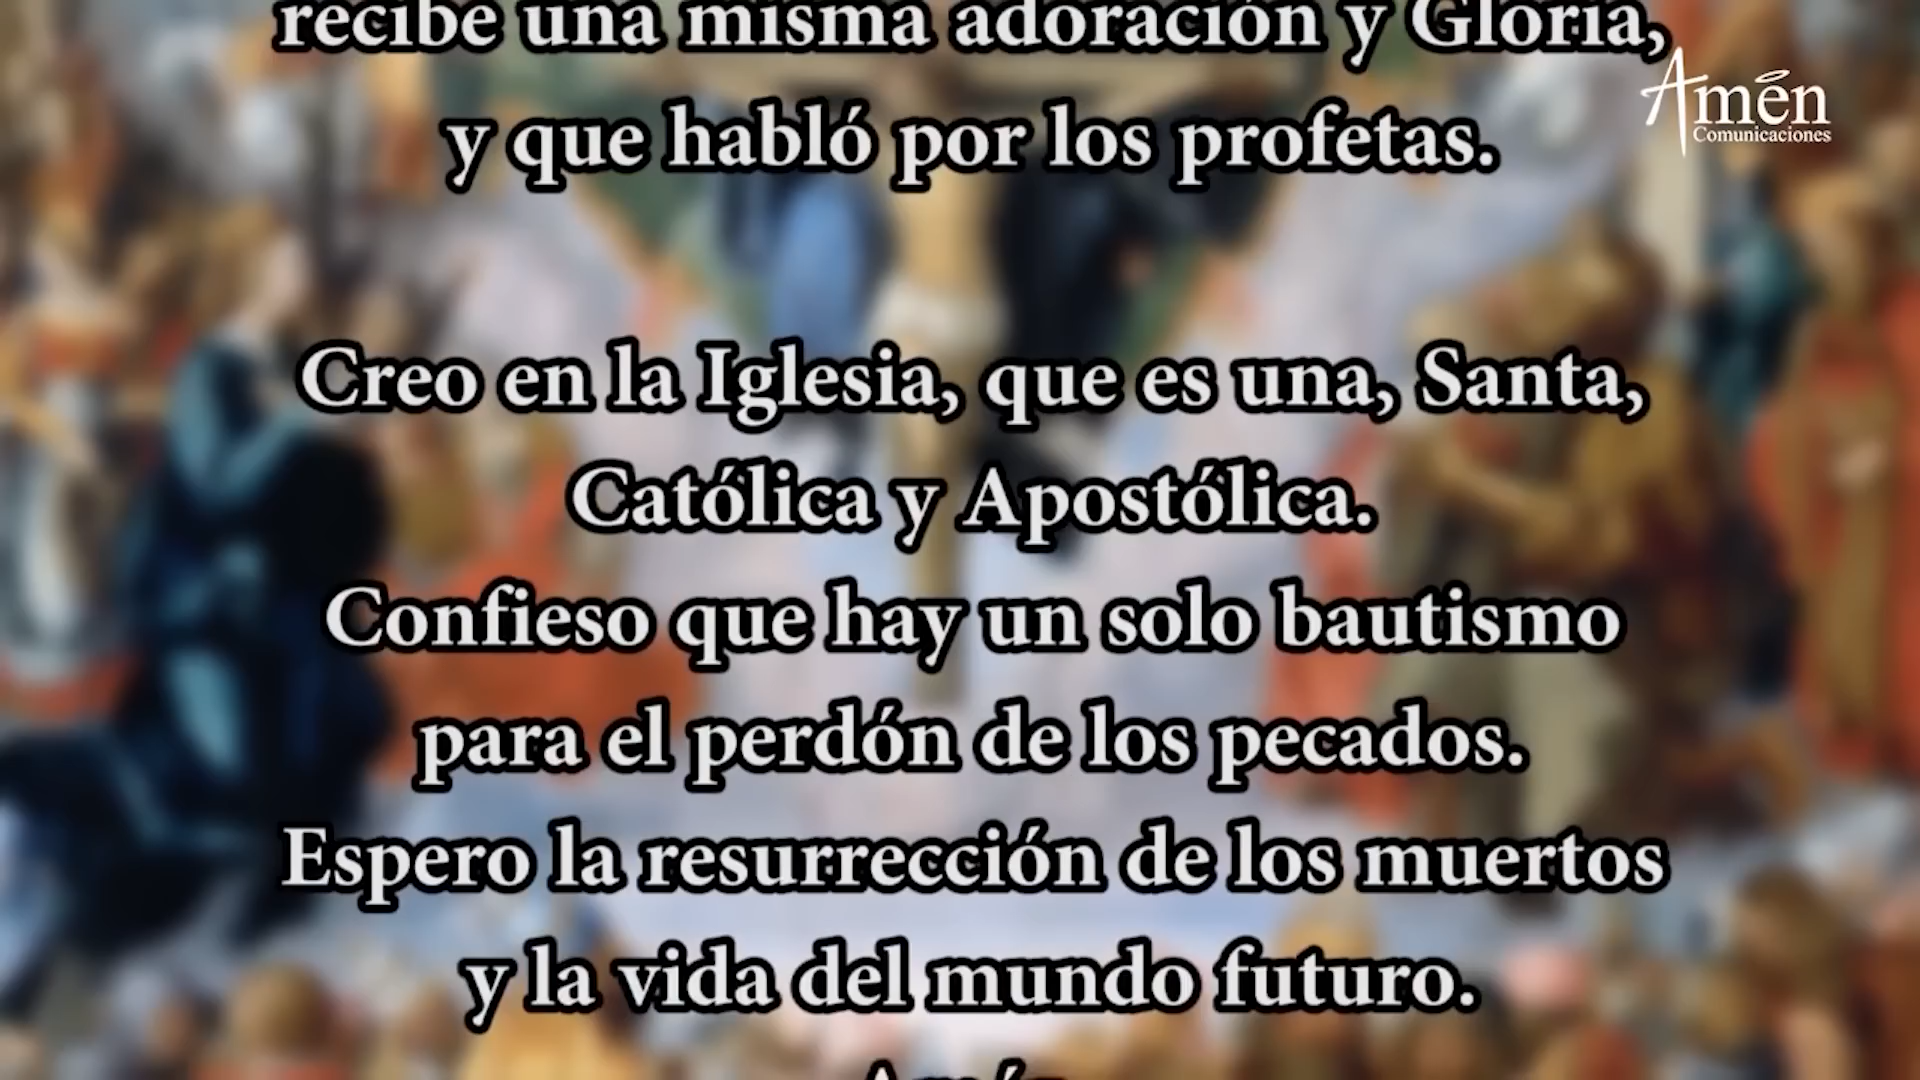 recibe una misma adoración y Gloria,
Amén
Comunicaciones
y que habló por los profetas.
Creo en la Iglesia, que es una, Santa,
Católica y Apostólica.
Confieso que hay un solo bautismo
para el perdón de los pecados.
Espero la resurrección de los muertos
y la vida del mundo futuro.